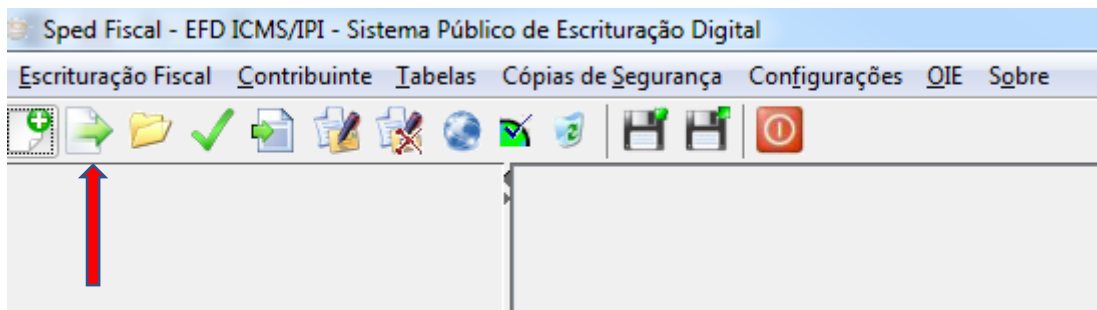 Sped Fiscal - EFD ICMS/IPI - Sistema Público de Escrituração Digital
Escrituração Fiscal Contribuinte Tabelas Cópias de Segurança Configurações OIE Sobre